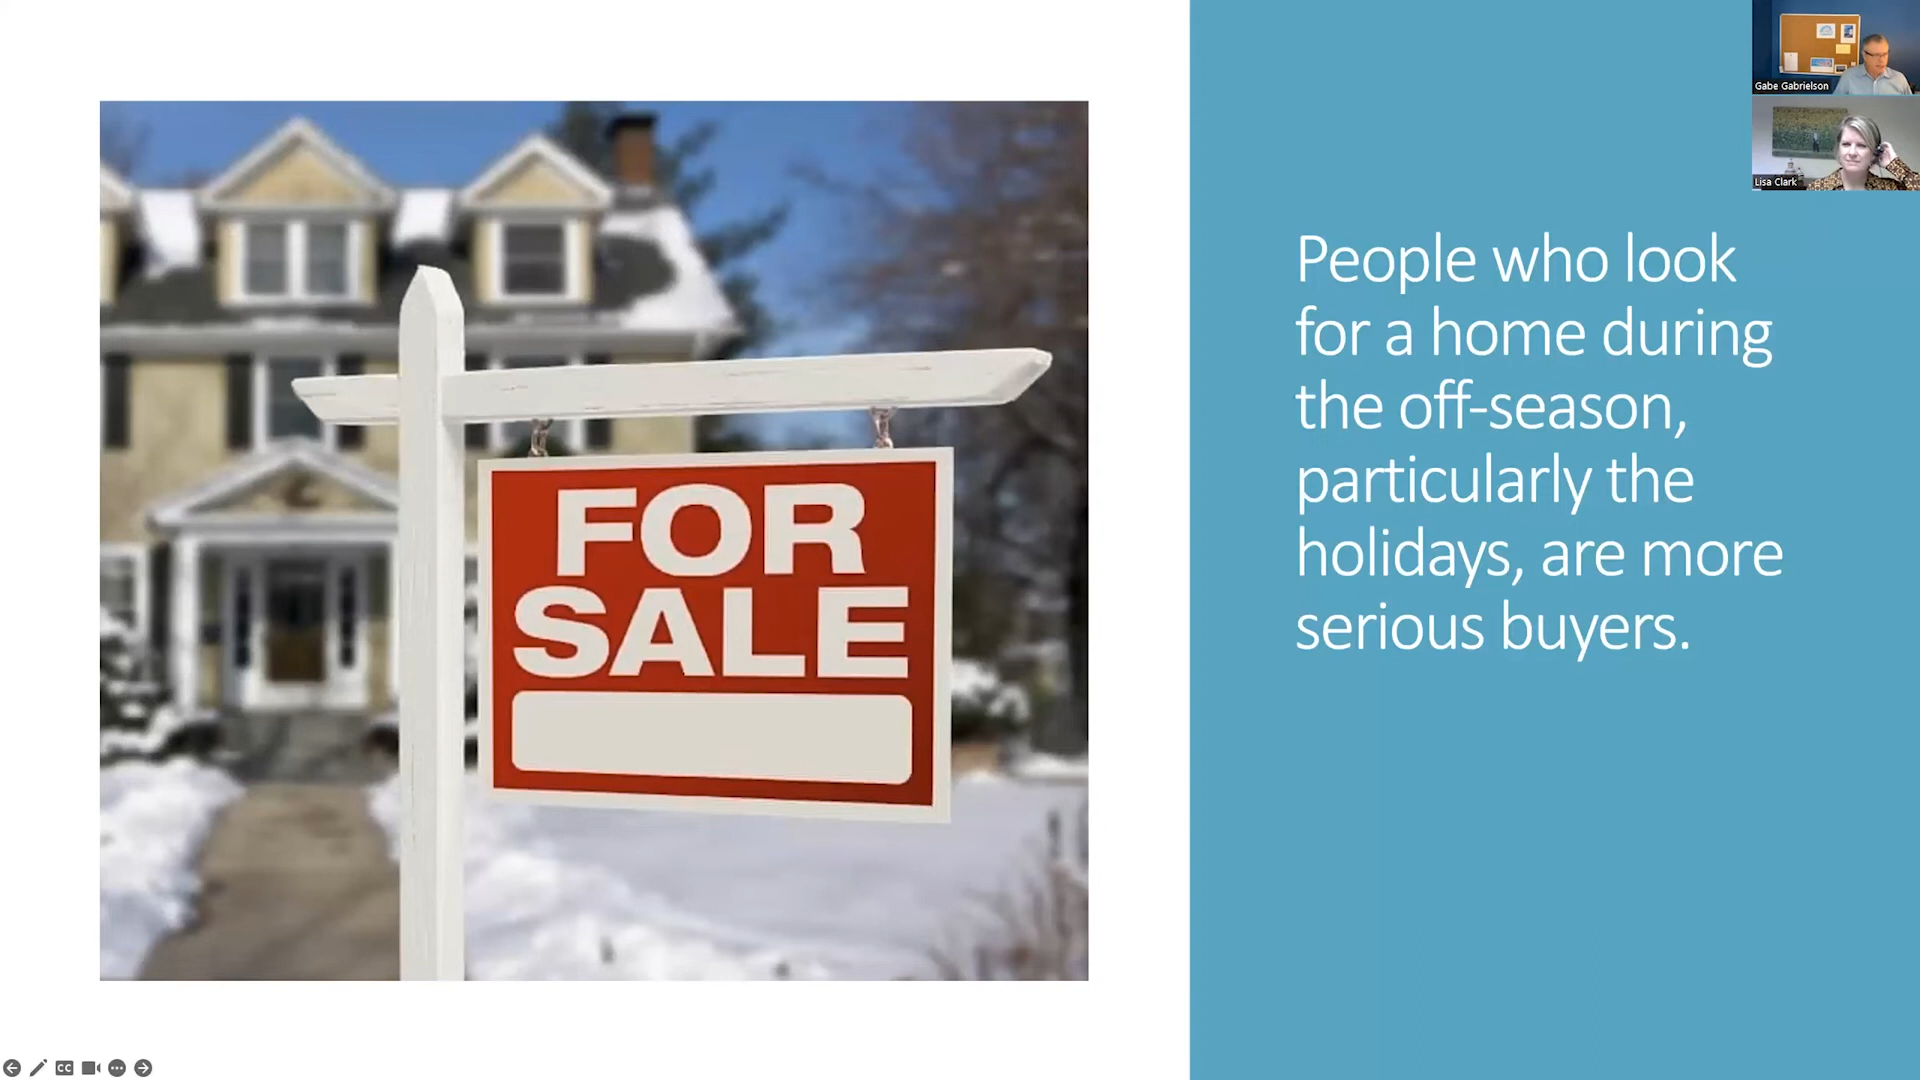 Gabe Gabrielson
Lisa Clark
FOR
SALE
People who look
for a home during
the off-season,
particularly the
holidays, are more
serious buyers.
CC